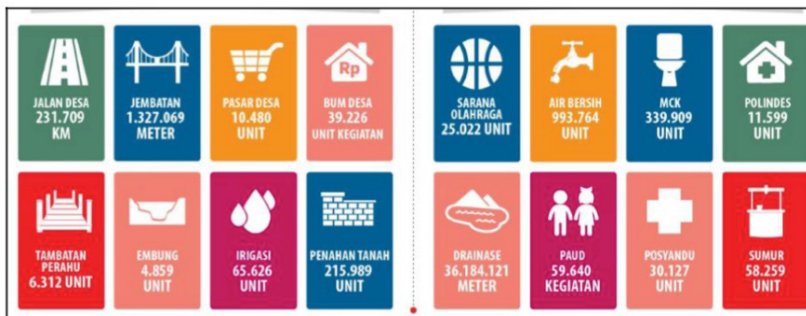 JALAN DESA
231.709
KM
JEMBATAN
1.327.069
METER
PASAR DESA
10.480
UNIT
Rp
BUM DESA
39.226
UNIT KEGIATAN
TAMBATAN
PERAHU
6.312 UNIT
EMBUNG
4.859
UNIT
IRIGASI
65.626
UNIT
PENAHAN TANAH
215.989
UNIT
SARANA
OLAHRAGA
25.022 UNIT
AIR BERSIH
993.764
UNIT
MCK
339.909
UNIT
POLINDES
11.599
UNIT
DRAINASE
36.184.121
METER
PAUD
59.640
KEGIATAN
POSYANDU
30.127
UNIT
SUMUR
58.259
UNIT